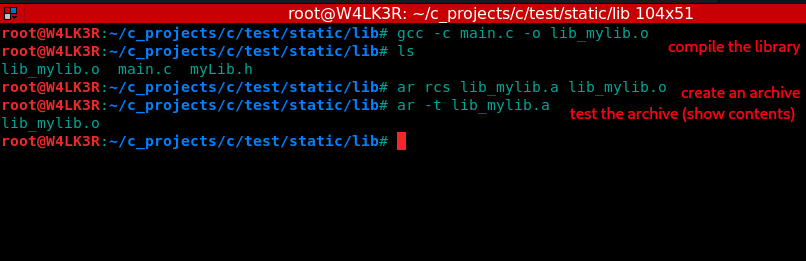 root@W4LK3R: ~/c_projects/c/test/static/lib 104x51
root@W4LK3R:~/c_projects/c/test/static/lib# gcc -c main.c -o lib_mylib.o
root@W4LK3R:~/c_projects/c/test/static/lib# ls
compile the library
lib_mylib.o  main.c  myLib.h
root@W4LK3R:~/c_projects/c/test/static/lib# ar rcs lib_mylib.a lib_mylib.o
create an archive
root@W4LK3R:~/c_projects/c/test/static/lib# ar -t lib_mylib.a
test the archive (show contents)
lib_mylib.o
root@W4LK3R:~/c_projects/c/test/static/lib#